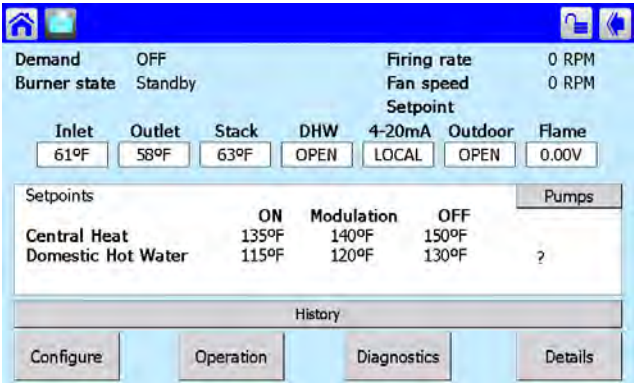 Demand OFF Firing rate 0 RPM
Burner state Standby Fan speed 0 RPM
Setpoint
Inlet Outlet Stack DHW 4-20mA Outdoor Flame
61ºF 58ºF 63ºF OPEN LOCAL OPEN 0.00V
Setpoints Pumps
ON Modulation OFF
Central Heat 135ºF 140ºF 150ºF
Domestic Hot Water 115ºF 120ºF 130ºF ?
History
Configure Operation Diagnostics Details